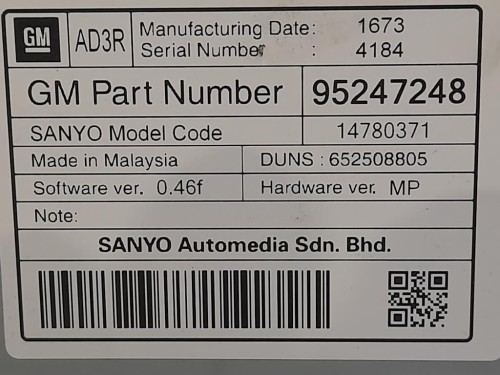 GM AD3R Manufacturing Date: 1673
Serial Number : 4184
GM Part Number 95247248
SANYO Model Code 14780371
Made in Malaysia DUNS : 652508805
Software ver. 0.46f Hardware ver. MP
Note:
SANYO Automedia Sdn. Bhd.